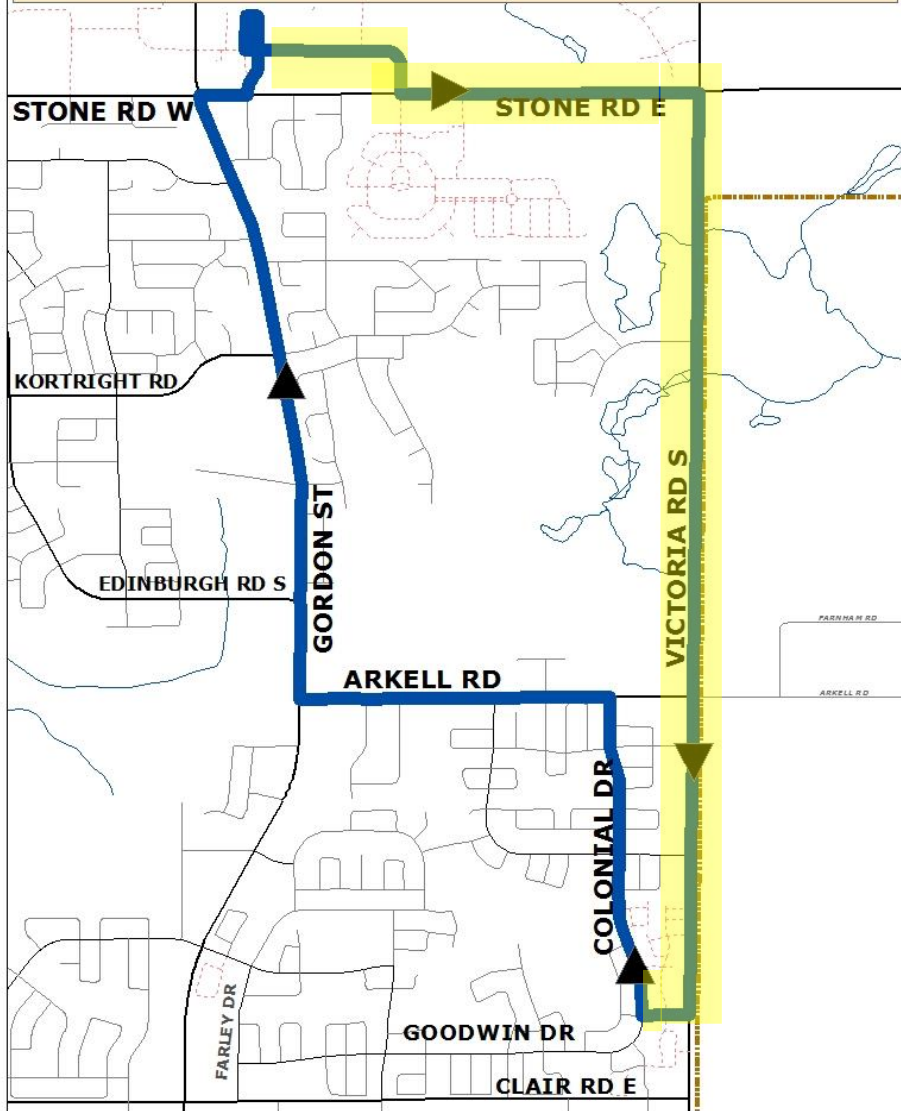 STONE RD W
STONE RD E
KORTRIGHT RD
VICTORIA RD S
GORDON ST
EDINBURGH RD S
FARNHAM RD
ARKELL RD
ARKELL RD
COLONIAL DR
FARLEY DR
GOODWIN DR
CLAIR RD E